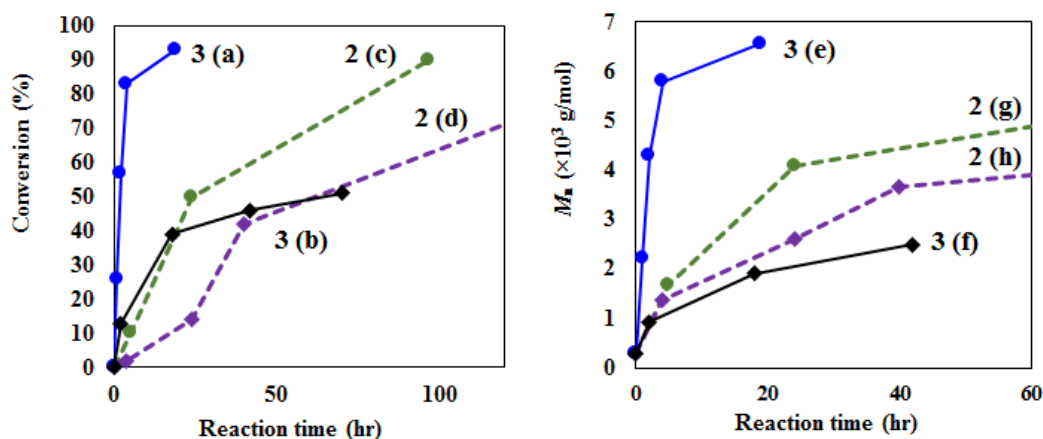 100
90
80
70
60
50
40
30
20
10
0
Conversion (%)
3 (a)
2 (c)
2 (d)
3 (b)
0
50
100
Reaction time (hr)
7
6
5
4
3
2
1
0
Mn (×10³ g/mol)
3 (e)
2 (g)
2 (h)
3 (f)
0
20
40
60
Reaction time (hr)